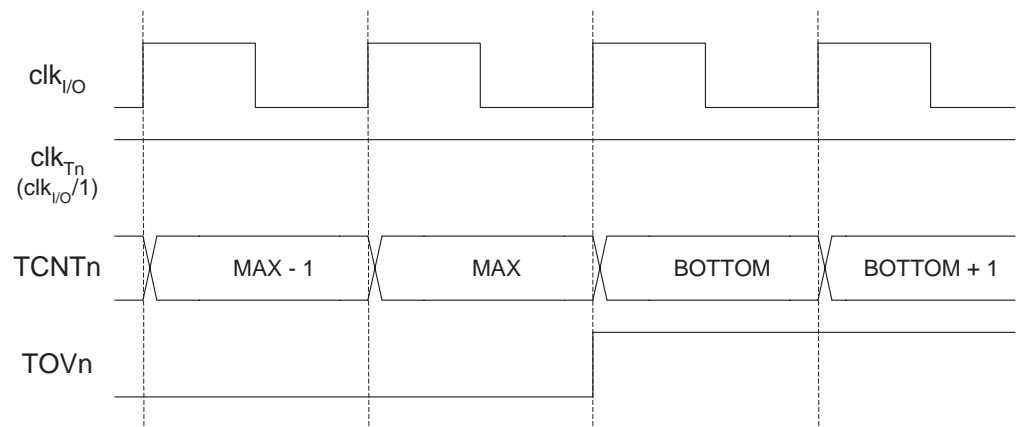 clkI/O
clkTn
(clkI/O/1)
TCNTn
MAX - 1
MAX
BOTTOM
BOTTOM + 1
TOVn